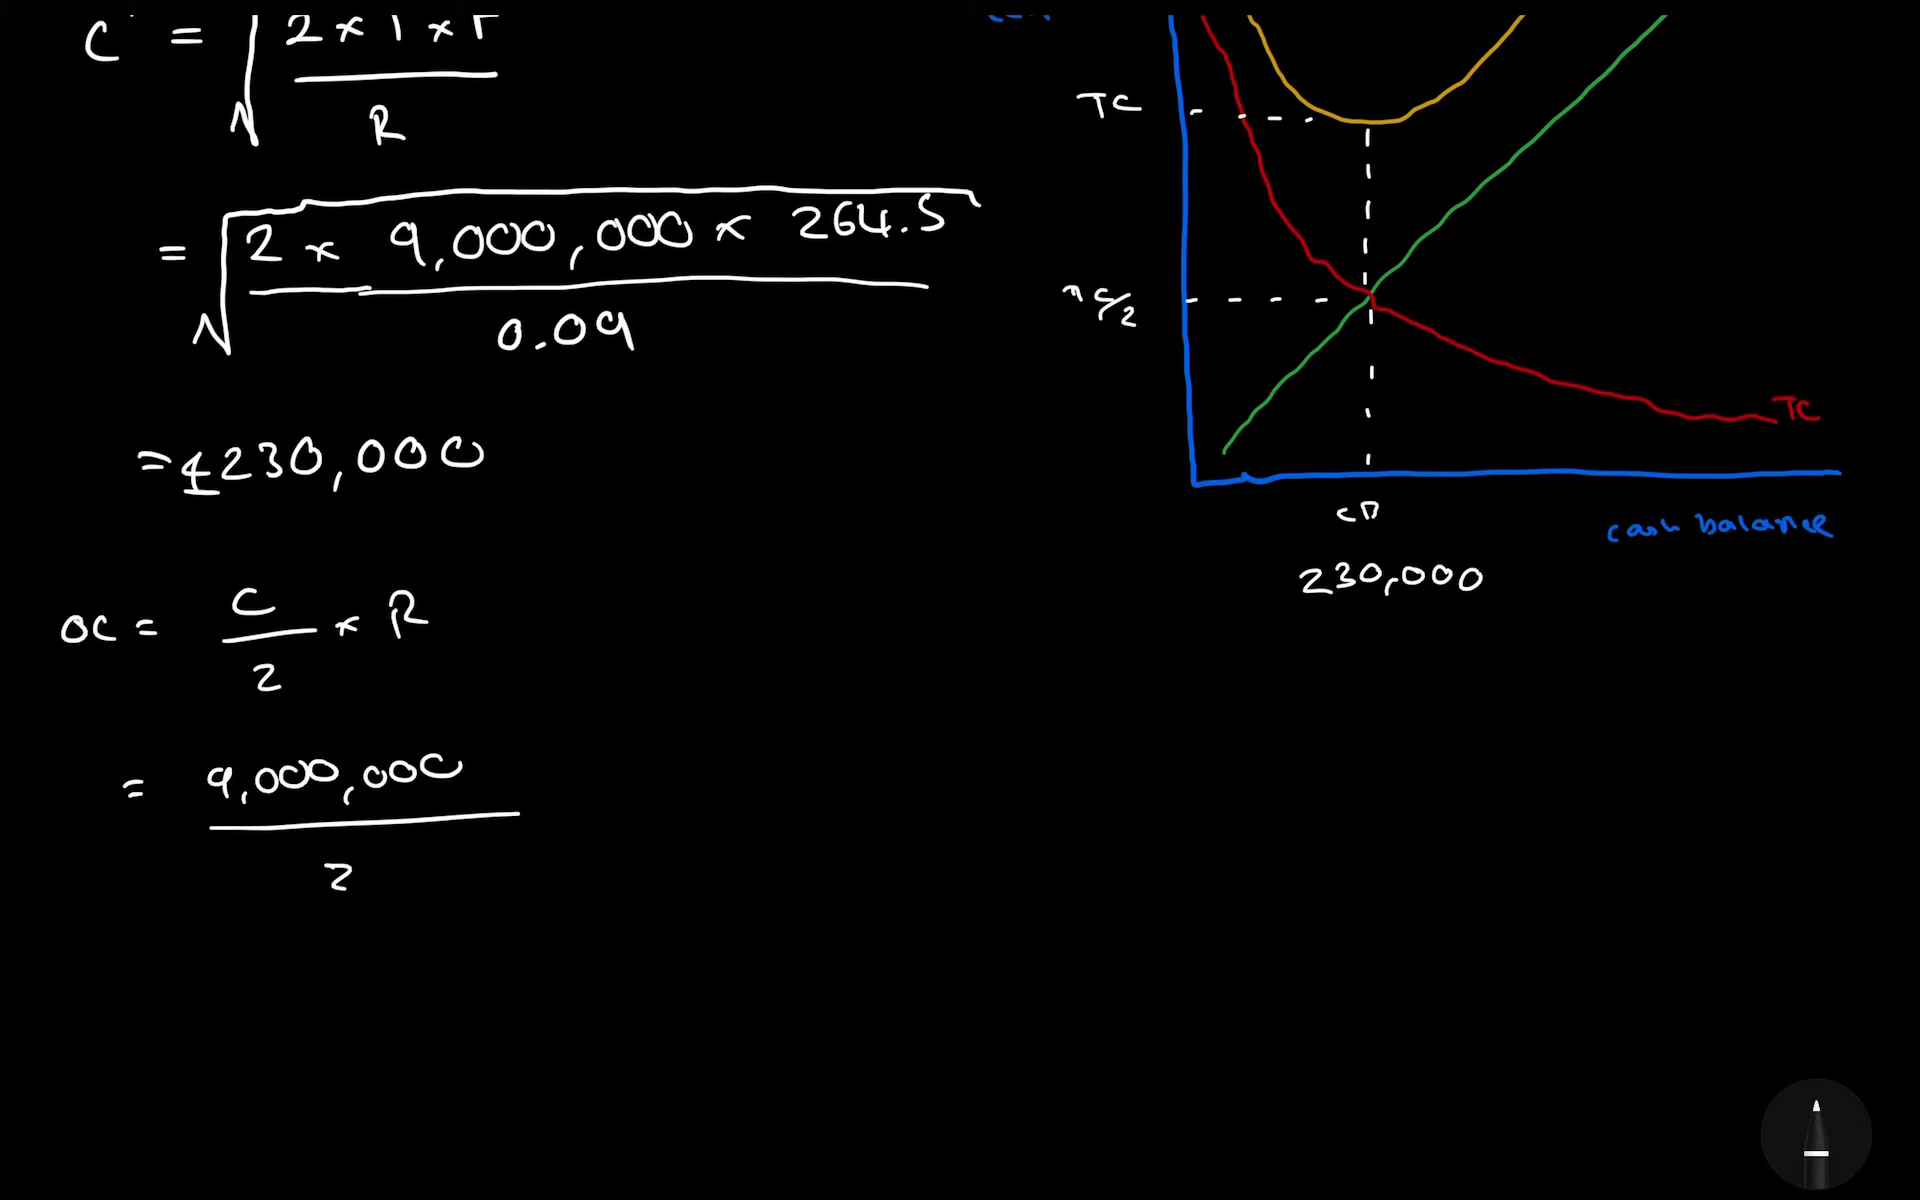 C = √ 2 × T × F
R
= √ 2 × 9,000,000 × 264.5
0.09
= £230,000
OC = C × R
2
= 9,000,000
2
TC
C/2
TC
CB
cash balance
230,000